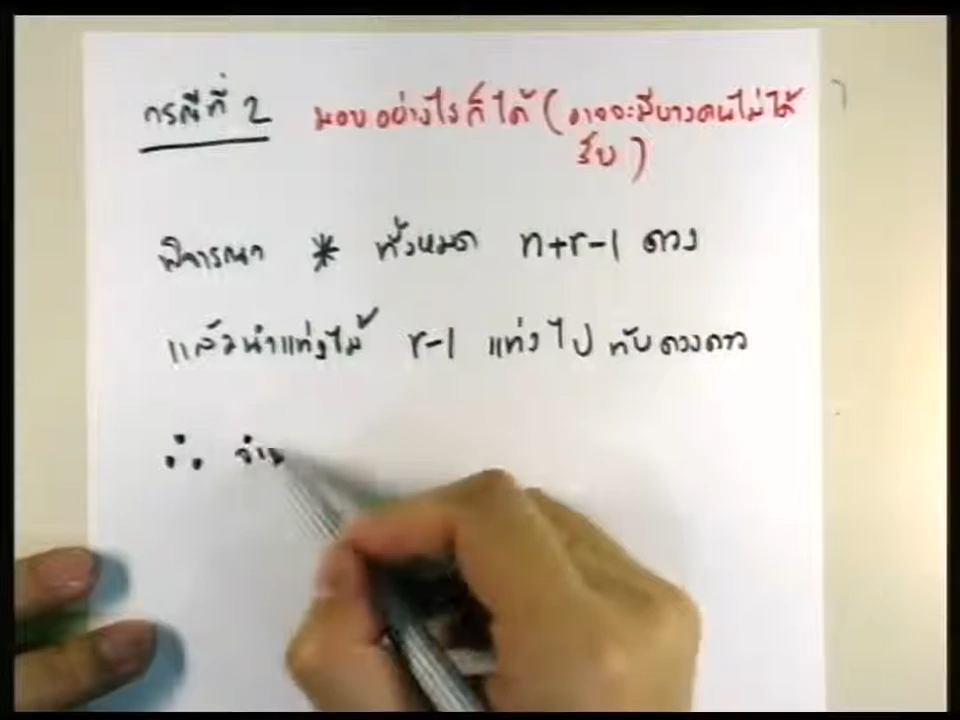 กรณีที่ 2 มอบอย่างไรก็ได้ (อาจจะมีบางคนไม่ได้
รับ)
พิจารณา * ทั้งหมด n+r-1 ดวง
แล้วนำแท่งไม้ r-1 แท่งไป ทับดวงดาว
∴ จำน